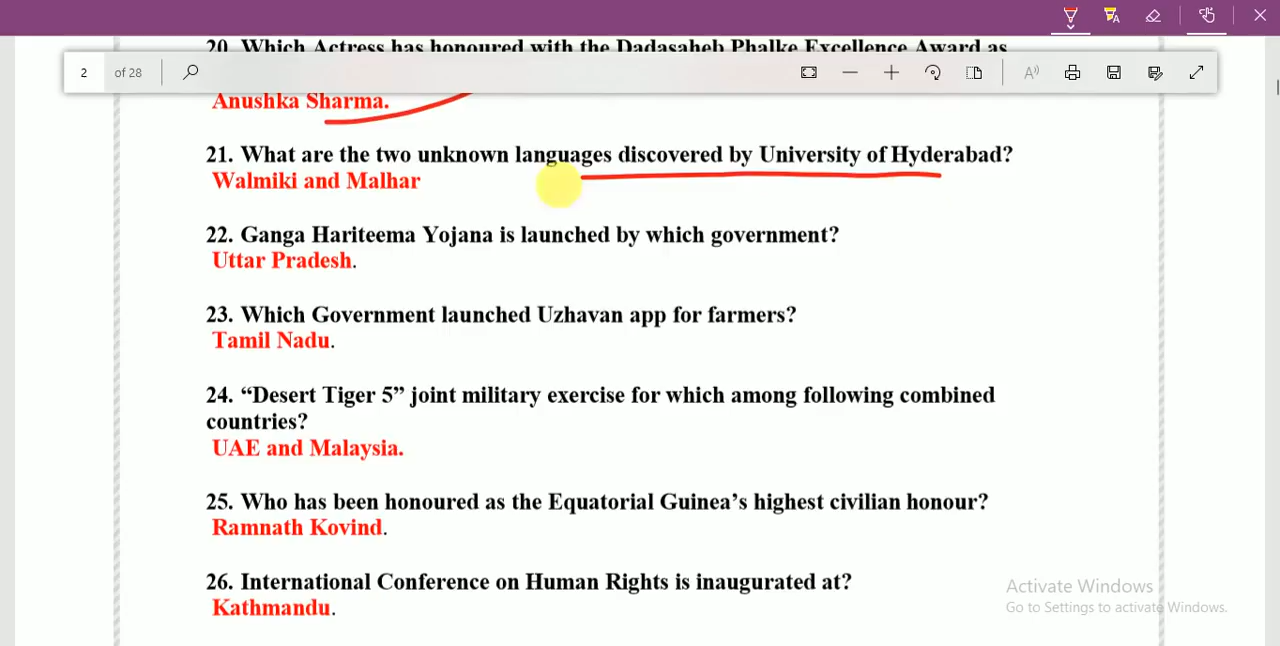 20. Which Actress has honoured with the Dadasaheb Phalke Excellence Award as
2 of 28
Anushka Sharma.
21. What are the two unknown languages discovered by University of Hyderabad?
Walmiki and Malhar
22. Ganga Hariteema Yojana is launched by which government?
Uttar Pradesh.
23. Which Government launched Uzhavan app for farmers?
Tamil Nadu.
24. “Desert Tiger 5” joint military exercise for which among following combined
countries?
UAE and Malaysia.
25. Who has been honoured as the Equatorial Guinea’s highest civilian honour?
Ramnath Kovind.
26. International Conference on Human Rights is inaugurated at?
Kathmandu.
Activate Windows
Go to Settings to activate Windows.